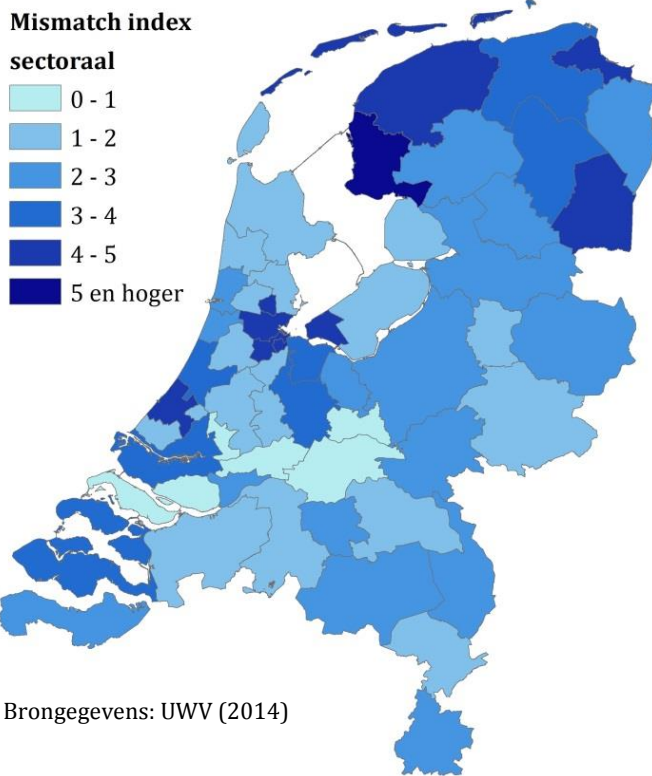 Mismatch index
sectoraal
0 - 1
1 - 2
2 - 3
3 - 4
4 - 5
5 en hoger
Brongegevens: UWV (2014)